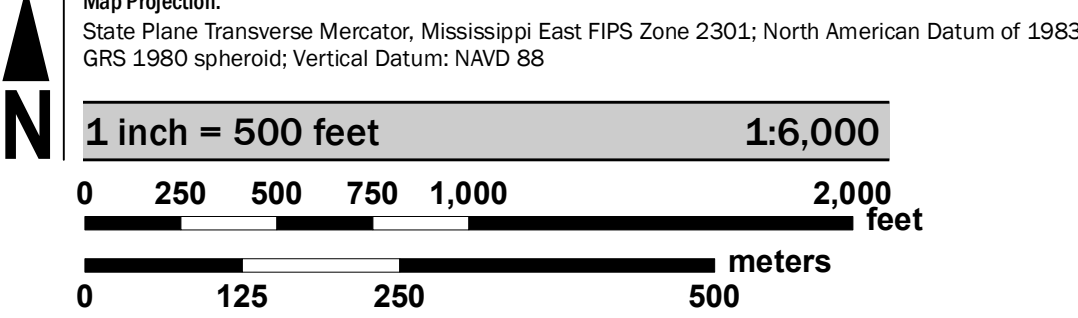 Map Projection:
State Plane Transverse Mercator, Mississippi East FIPS Zone 2301; North American Datum of 1983
GRS 1980 spheroid; Vertical Datum: NAVD 88
N
1 inch = 500 feet 1:6,000
0 250 500 750 1,000 2,000
feet
meters
0 125 250 500